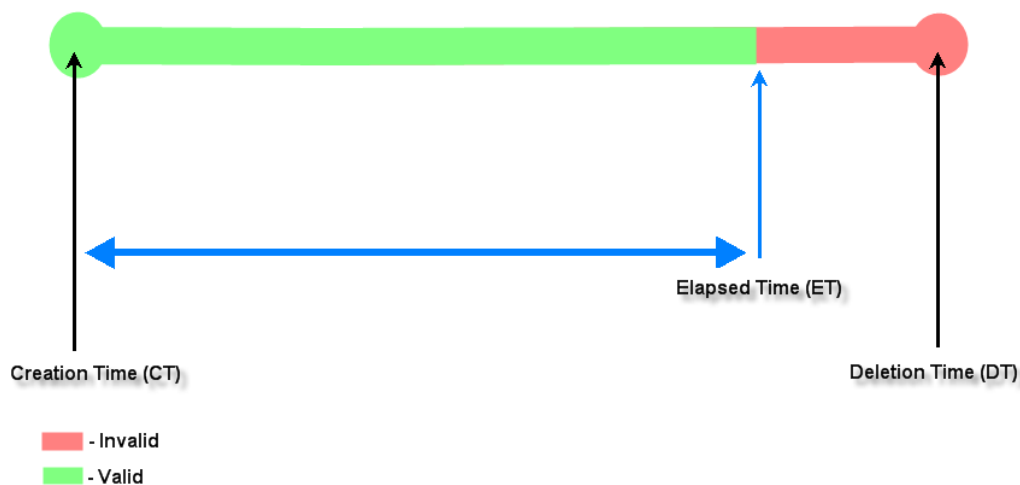 Elapsed Time (ET)
Creation Time (CT)
Deletion Time (DT)
- Invalid
- Valid